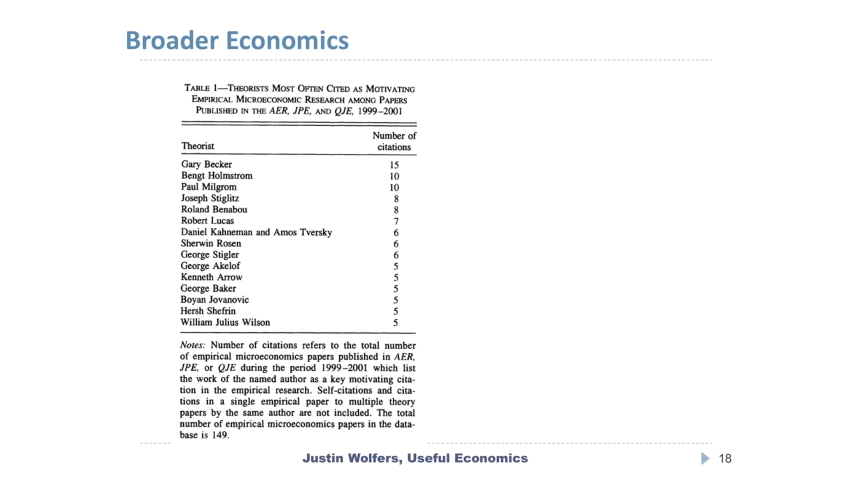 Broader Economics
TABLE 1—THEORISTS MOST OFTEN CITED AS MOTIVATING
EMPIRICAL MICROECONOMIC RESEARCH AMONG PAPERS
PUBLISHED IN THE AER, JPE, AND QJE, 1999–2001
Number of
Theorist citations
Gary Becker 15
Bengt Holmstrom 10
Paul Milgrom 10
Joseph Stiglitz 8
Roland Benabou 8
Robert Lucas 7
Daniel Kahneman and Amos Tversky 6
Sherwin Rosen 6
George Stigler 6
George Akelof 5
Kenneth Arrow 5
George Baker 5
Boyan Jovanovic 5
Hersh Shefrin 5
William Julius Wilson 5
Notes: Number of citations refers to the total number
of empirical microeconomics papers published in AER,
JPE, or QJE during the period 1999–2001 which list
the work of the named author as a key motivating cita-
tion in the empirical research. Self-citations and cita-
tions in a single empirical paper to multiple theory
papers by the same author are not included. The total
number of empirical microeconomics papers in the data-
base is 149.
Justin Wolfers, Useful Economics
18